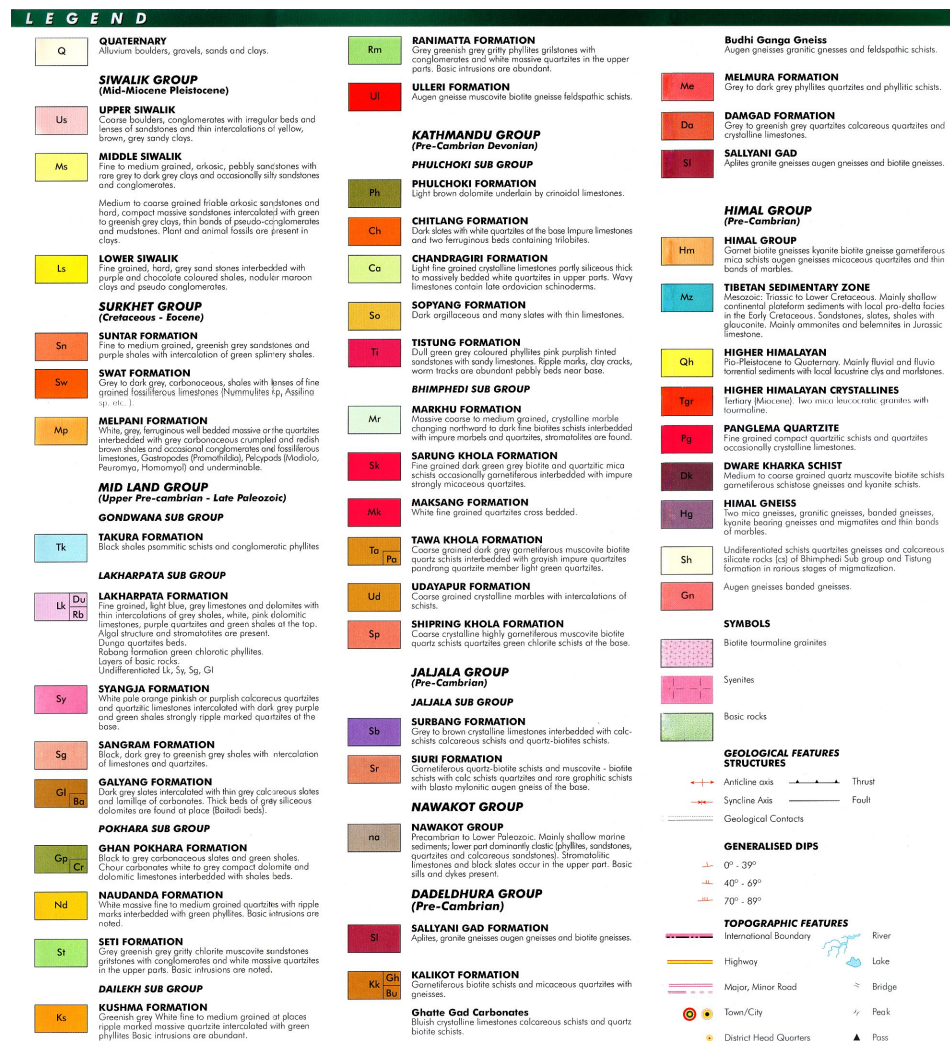 LEGEND
Q
QUATERNARY
Alluvium boulders, gravels, sands and clays.
SIWALIK GROUP
(Mid-Miocene Pleistocene)
Us
UPPER SIWALIK
Coarse boulders, conglomerates with irregular beds and
lenses of sandstones and thin intercalations of yellow,
brown, grey sandy clays.
Ms
MIDDLE SIWALIK
Fine to medium grained, arkosic, pebbly sandstones with
rare grey to dark grey clays and occasionally silty sandstones
and conglomerates.
Medium to coarse grained friable arkosic sandstones and
hard, compact massive sandstones intercalated with green
to greenish grey clays, thin bands of pseudo-conglomerates
and mudstones. Plant and animal fossils are present in
clays.
Ls
LOWER SIWALIK
Fine grained, hard, grey sand stones interbedded with
purple and chocolate coloured shales, nodular maroon
clays and pseudo conglomerates.
SURKHET GROUP
(Cretaceous - Eocene)
Sn
SUNTAR FORMATION
Fine to medium grained, greenish grey sandstones and
purple shales with intercalation of green splintery shales.
Sw
SWAT FORMATION
Grey to dark grey, carbonaceous, shales with lenses of fine
grained fossiliferous limestones (Nummulites sp, Assilina
sp. etc. ).
Mp
MELPANI FORMATION
White, grey, ferruginous well bedded massive or the quartzites
interbedded with grey carbonaceous crumpled and redish
brown shales and occasional conglomerates and fossiliferous
limestones, Gastropodes (Promothildia), Pelcypods (Modiolo,
Peuromya, Homomyol) and underminable.
MID LAND GROUP
(Upper Pre-cambrian - Late Paleozoic)
GONDWANA SUB GROUP
Tk
TAKURA FORMATION
Black shales psammitic schists and conglomeratic phyllites
LAKHARPATA SUB GROUP
Lk Du
Rb
LAKHARPATA FORMATION
Fine grained, light blue, grey limestones and dolomites with
thin intercalations of grey shales, white, pink dolomitic
limestones, purple quartzites and green shales at the top.
Algal structure and stromatotites are present.
Dunga quartzites beds.
Robang formation green chlorotic phyllites.
Layers of basic rocks.
Undifferentiated Lk, Sy, Sg, Gl
Sy
SYANGJA FORMATION
White pale orange pinkish or purplish calcareous quartzites
and quartzitic limestones intercalated with dark grey purple
and green shales strongly ripple marked quartzites at the
base.
Sg
SANGRAM FORMATION
Black, dark grey to greenish grey shales with intercalation
of limestones and quartzites.
Gl
Ba
GALYANG FORMATION
Dark grey slates intercalated with thin grey calcareous slates
and lamillae of carbonates. Thick beds of grey siliceous
dolomites are found at place (Baitadi beds).
POKHARA SUB GROUP
Gp
Cr
GHAN POKHARA FORMATION
Black to grey carbonaceous slates and green shales.
Chour carbonates white to grey compact dolomite and
dolomitic limestones interbedded with shales beds.
Nd
NAUDANDA FORMATION
White massive fine to medium grained quartzites with ripple
marks interbedded with green phyllites. Basic intrusions are
noted.
St
SETI FORMATION
Grey greenish grey gritty chlorite muscovite sundstones
gritstones with conglomerates and white massive quartzites
in the upper parts. Basic intrusions are noted.
DAILEKH SUB GROUP
Ks
KUSHMA FORMATION
Greenish grey White fine to medium grained at places
ripple marked massive quartzite intercalated with green
phyllites Basic intrusions are abundant.
Rm
RANIMATTA FORMATION
Grey greenish grey gritty phyllites grilstones with
conglomerates and white massive quartzites in the upper
parts. Basic intrusions are abundant.
Ul
ULLERI FORMATION
Augen gneisse muscovite biotite gneisse feldspathic schists.
KATHMANDU GROUP
(Pre-Cambrian Devonian)
PHULCHOKI SUB GROUP
Ph
PHULCHOKI FORMATION
Light brown dolomite underlain by crinoidal limestones.
Ch
CHITLANG FORMATION
Dark slates with white quartzites at the base Impure limestones
and two ferruginous beds containing trilobites.
Ca
CHANDRAGIRI FORMATION
Light fine grained crystalline limestones partly siliceous thick
to massively bedded white quartzites in upper parts. Wavy
limestones contain late ordovician schinoderms.
So
SOPYANG FORMATION
Dark orgillaceous and many slates with thin limestones.
Ti
TISTUNG FORMATION
Dull green grey coloured phyllites pink purplish tinted
sandstones with sandy limestones. Ripple marks, clay cracks,
worm tracks are abundant pebbly beds near base.
BHIMPHEDI SUB GROUP
Mr
MARKHU FORMATION
Massive coarse to medium grained, crystalline marble
changing northward to dark fine biotites schists interbedded
with impure marbels and quartzites, stromatolites are found.
Sk
SARUNG KHOLA FORMATION
Fine grained dark green grey biotite and quartzitic mica
schists occasionally garnetiferous interbedded with impure
strongly micaceous quartzites.
Mk
MAKSANG FORMATION
White fine grained quartzites cross bedded.
Ta
Pa
TAWA KHOLA FORMATION
Coarse grained dark grey garnetiferous muscovite biotite
quartz schists interbedded with grayish impure quartzites
pandrang quartzite member light green quartzites.
Ud
UDAYAPUR FORMATION
Coarse grained crystalline marbles with intercalations of
schists.
Sp
SHIPRING KHOLA FORMATION
Coarse crystalline highly garnetiferous muscovite biotite
quartz schists quartzites green chlorite schists at the base.
JALJALA GROUP
(Pre-Cambrian)
JALJALA SUB GROUP
Sb
SURBANG FORMATION
Grey to brown crystalline limestones interbedded with calc-
schists calcareous schists and quartz-biotites schists.
Sr
SIURI FORMATION
Garnetiferous quartz-biotite schists and muscovite - biotite
schists with calc schists quartzites and rare graphitic schists
with blasto mylonitic augen gneiss of the base.
NAWAKOT GROUP
na
NAWAKOT GROUP
Precambrian to Lower Paleozoic. Mainly shallow marine
sediments; lower part dominantly clastic (phyllites, sandstones,
quartzites and calcareous sandstones). Stromatolitic
limestones and black slates occur in the upper part. Basic
sills and dykes present.
DADELDHURA GROUP
(Pre-Cambrian)
Sl
SALLYANI GAD FORMATION
Aplites, granite gneisses augen gneisses and biotite gneisses.
Kk Gh
Bu
KALIKOT FORMATION
Garnetiferous biotite schists and micaceous quartzites with
gneisses.
Ghatte Gad Carbonates
Bluish crystalline limestones calcareous schists and quartz
biotite schists.
Budhi Ganga Gneiss
Augen gneisses granitic gnesses and feldspathic schists.
Me
MELMURA FORMATION
Grey to dark grey phyllites quartzites and phyllitic schists.
Da
DAMGAD FORMATION
Grey to greenish grey quartzites calcareous quartzites and
crystalline limestones.
Sl
SALLYANI GAD
Aplites granite gneisses augen gneisses and biotite gneisses.
HIMAL GROUP
(Pre-Cambrian)
Hm
HIMAL GROUP
Garnet biotite gneisses kyanite biotite gneisse garnetiferous
mica schists augen gneisses micaceous quartzites and thin
bands of marbles.
Mz
TIBETAN SEDIMENTARY ZONE
Mesozoic: Triassic to Lower Cretaceous. Mainly shallow
continental plateform sediments with local pro-delta facies
in the Early Cretaceous. Sandstones, slates, shales with
glouconite. Mainly ammonites and belemnites in Jurassic
limestone.
Qh
HIGHER HIMALAYAN
Pio-Pleistocene to Quaternary. Mainly fluvial and fluvio
torrential sediments with local locustrine clys and marlstones.
Tgr
HIGHER HIMALAYAN CRYSTALLINES
Tertiary (Miocene). Two mica leucocratic granites with
tourmaline.
Pg
PANGLEMA QUARTZITE
Fine grained compact quartzitic schists and quartzites
occasionally crystalline limestones.
Dk
DWARE KHARKA SCHIST
Medium to coarse grained quartz muscovite biotite schists
garnetiferous schistose gneisses and kyanite schists.
Hg
HIMAL GNEISS
Two mica gneisses, granitic gneisses, banded gneisses,
kyanite bearing gneisses and migmatites and thin bands
of marbles.
Sh
Undifferentiated schists quartzites gneisses and calcareous
silicate rocks (cs) of Bhimphedi Sub group and Tistung
formation in various stages of migmatization.
Gn
Augen gneisses banded gneisses.
SYMBOLS
Biotite tourmaline grainites
Syenites
Basic rocks
GEOLOGICAL FEATURES
STRUCTURES
Anticline axis
Thrust
Syncline Axis
Fault
Geological Contacts
GENERALISED DIPS
0° - 39°
40° - 69°
70° - 89°
TOPOGRAPHIC FEATURES
International Boundary
River
Highway
Lake
Major, Minor Road
Bridge
Town/City
Peak
District Head Quarters
Pass